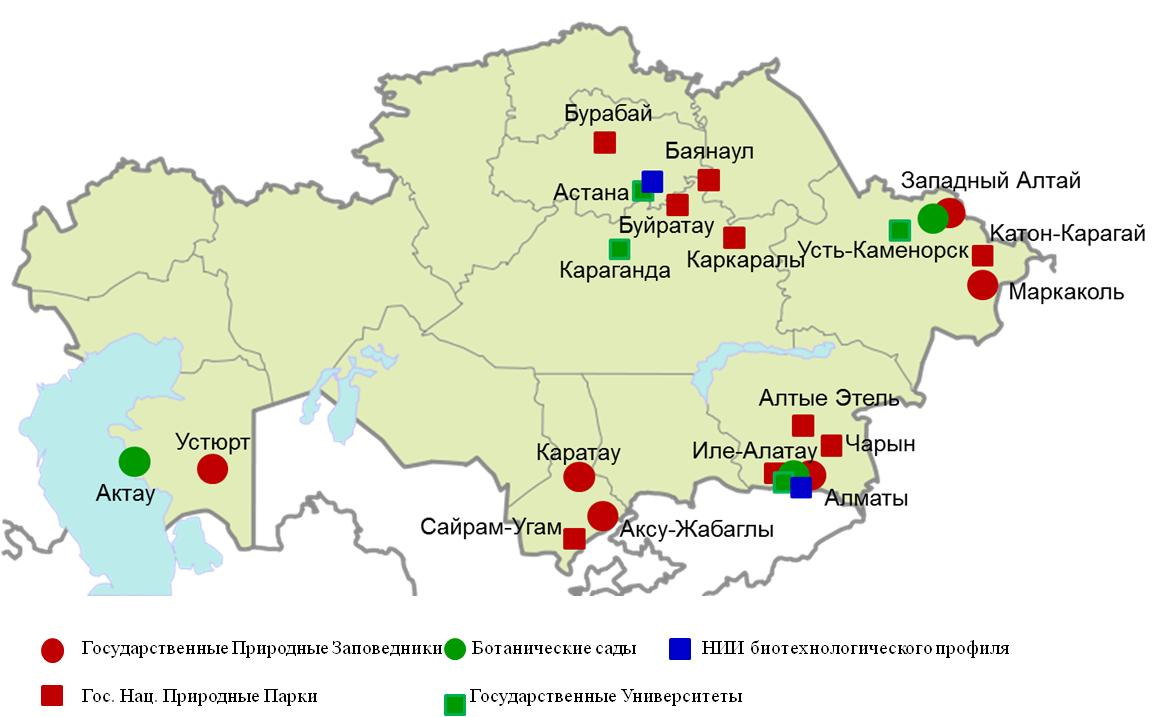 Бурабай
Баянаул
Западный Алтай
Астана
Буйратау
Катон-Карагай
Усть-Каменорск
Каркаралы
Караганда
Маркаколь
Алтые Этель
Устюрт
Каратау
Иле-Алатау
Чарын
Актау
Алматы
Сайрам-Угам
Аксу-Жабаглы
Государственные Природные Заповедники
Ботанические сады
НИИ биотехнологического профиля
Гос. Нац. Природные Парки
Государственные Университеты